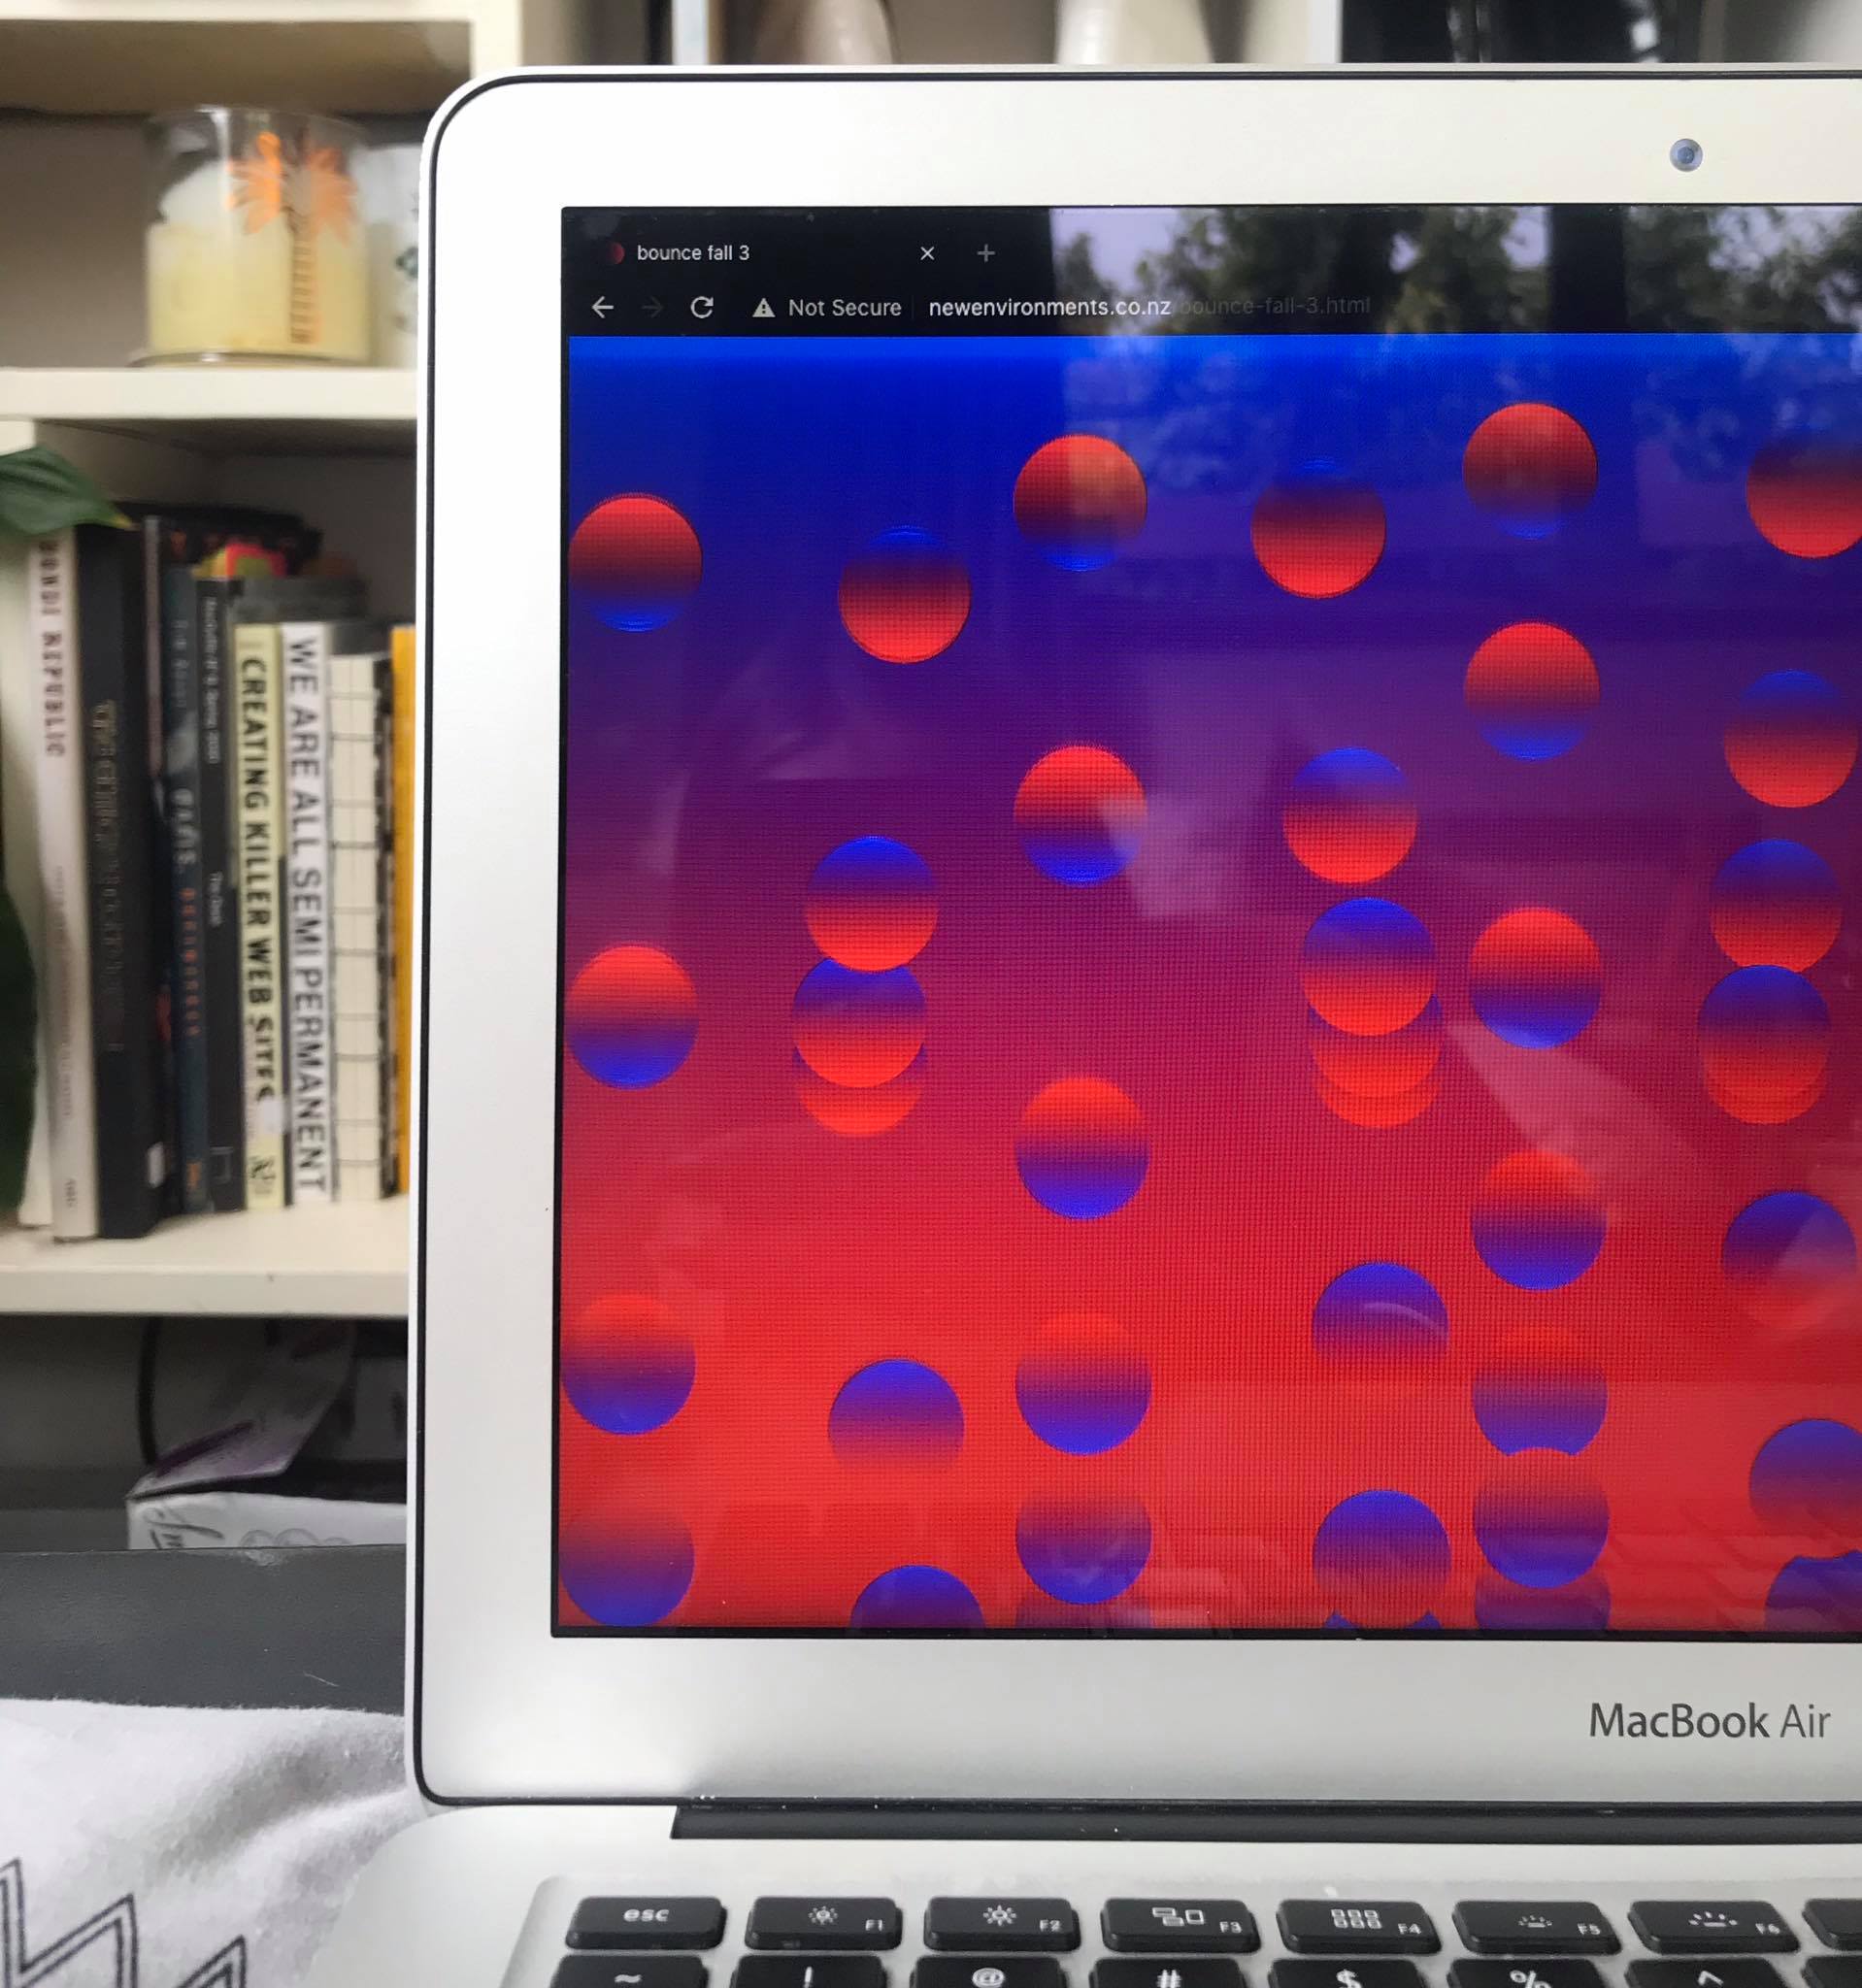 bounce fall 3
Not Secure newenvironments.co.nz/bounce-fall-3.html
BONDI REPUBLIC
OASIS.
CREATING KILLER WEB SITES
WE ARE ALL SEMI PERMANENT
MacBook Air
esc F1 F2 F3 F4 F5 F6
~ ! @ # $ % ^